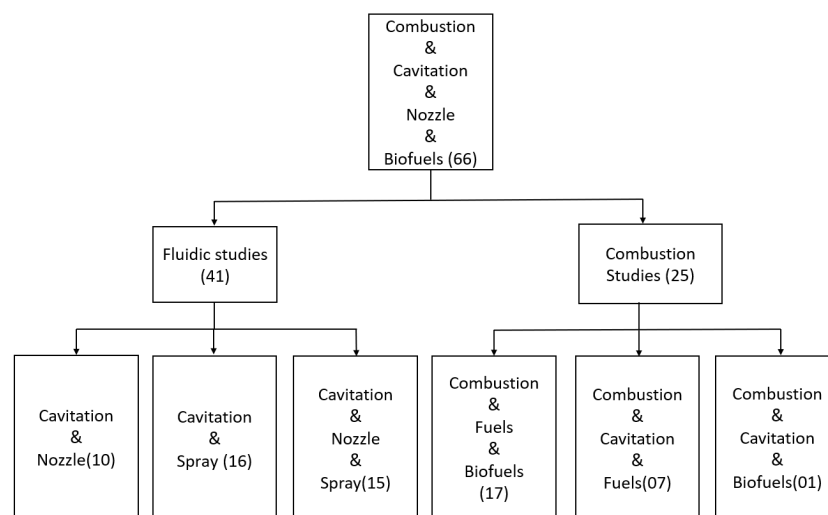 Combustion
&
Cavitation
&
Nozzle
&
Biofuels (66)
Fluidic studies
(41)
Combustion
Studies (25)
Cavitation
&
Nozzle(10)
Cavitation
&
Spray (16)
Cavitation
&
Nozzle
&
Spray(15)
Combustion
&
Fuels
&
Biofuels
(17)
Combustion
&
Cavitation
&
Fuels(07)
Combustion
&
Cavitation
&
Biofuels(01)